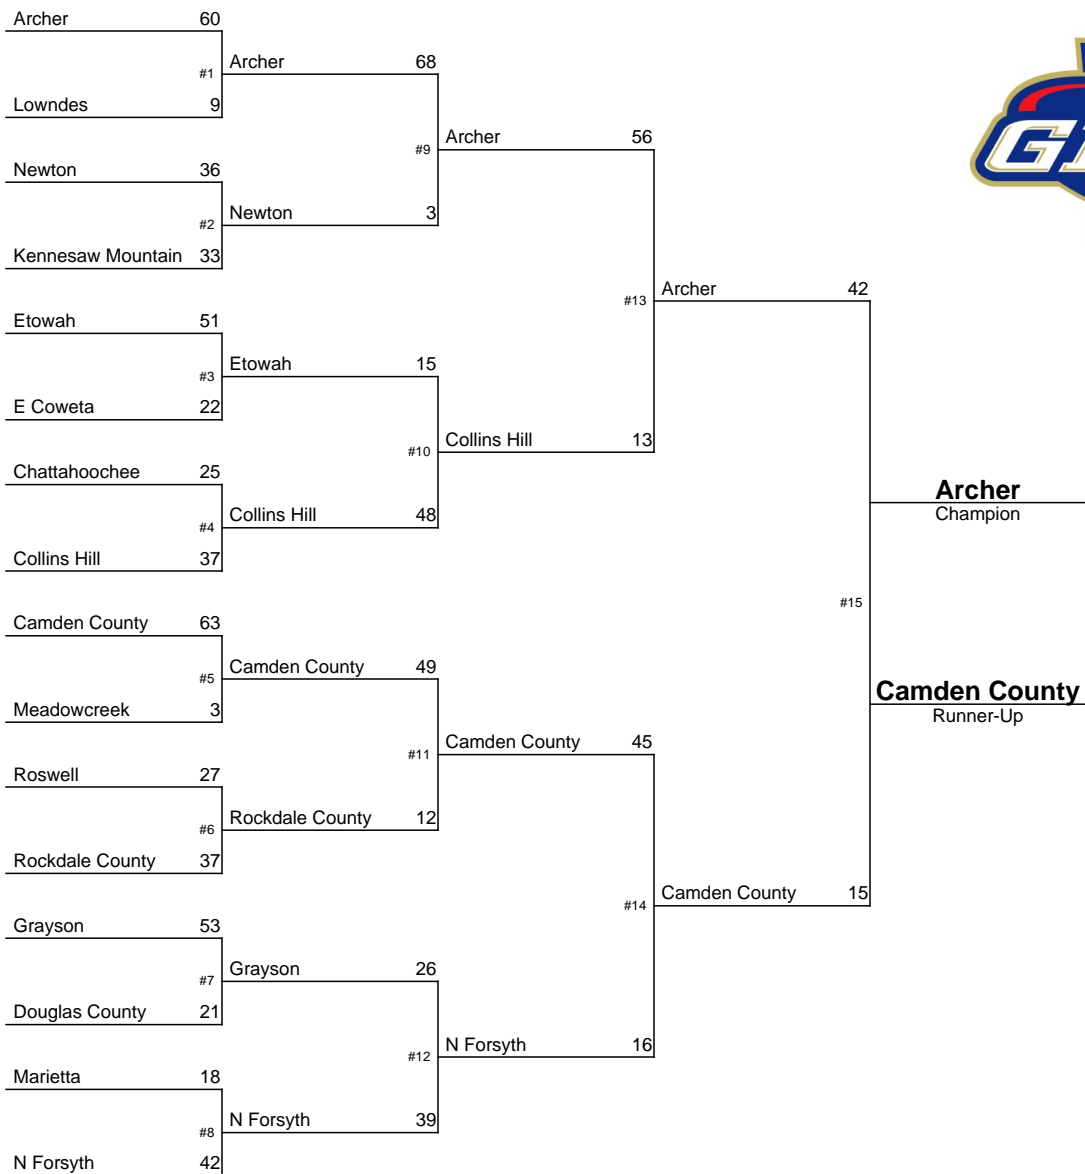 Archer 60
#1
Lowndes 9
Newton 36
#2
Kennesaw Mountain 33
Etowah 51
#3
E Coweta 22
Chattahoochee 25
#4
Collins Hill 37
Camden County 63
#5
Meadowcreek 3
Roswell 27
#6
Rockdale County 37
Grayson 53
#7
Douglas County 21
Marietta 18
#8
N Forsyth 42
Archer 68
#9
Newton 3
Etowah 15
#10
Collins Hill 48
Camden County 49
#11
Rockdale County 12
Grayson 26
#12
N Forsyth 39
Archer 56
#13
Collins Hill 13
Camden County 45
#14
N Forsyth 16
Archer 42
#15
Camden County 15
Archer
Champion
Camden County
Runner-Up